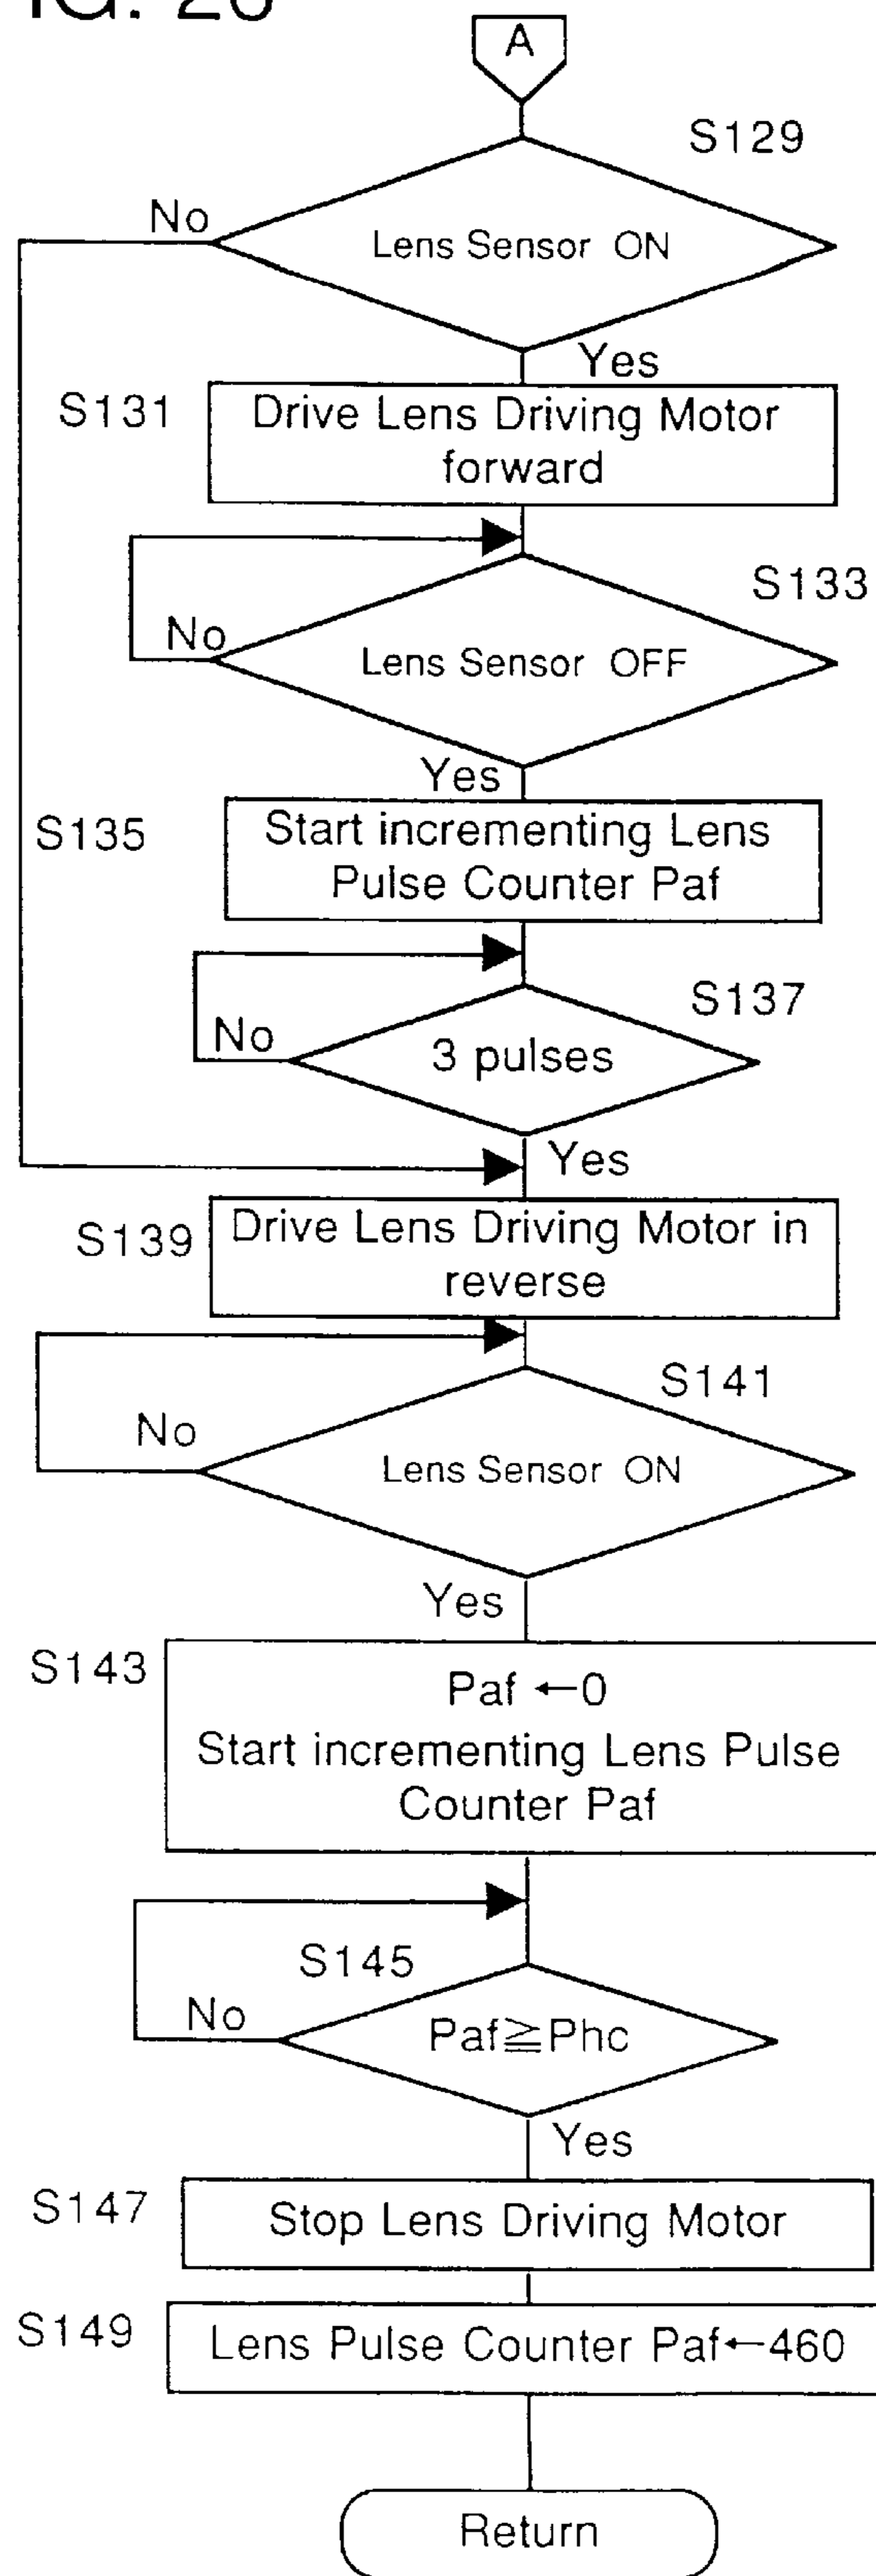 A
S129
No
Lens Sensor ON
Yes
S131
Drive Lens Driving Motor
forward
S133
No
Lens Sensor OFF
Yes
S135
Start incrementing Lens
Pulse Counter Paf
S137
No
3 pulses
Yes
S139
Drive Lens Driving Motor in
reverse
S141
No
Lens Sensor ON
Yes
S143
Paf ←0
Start incrementing Lens Pulse
Counter Paf
S145
No
Paf≧Phc
Yes
S147
Stop Lens Driving Motor
S149
Lens Pulse Counter Paf←460
Return